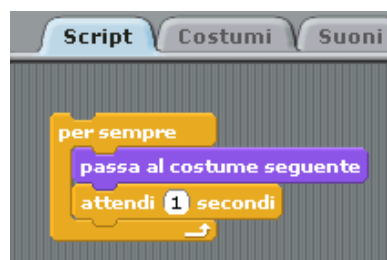 Script Costumi Suoni
per sempre
passa al costume seguente
attendi 1 secondi